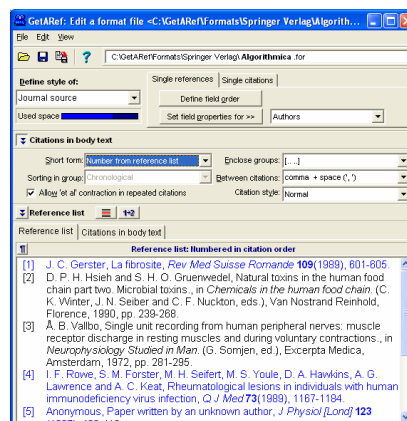 GetARef: Edit a format file <C:\GetARef\Formats\Springer Verlag\Algorithm
File Edit View
C:\GetARef\Formats\Springer Verlag\ Algorithmica .for
Define style of:
Single references Single citations
Journal source
Define field order
Used space
Set field properties for >> Authors
Citations in body text
Short form: Number from reference list Enclose groups: [.. ..]
Sorting in group: Chronological Between citations: comma + space (', ')
Allow 'et al' contraction in repeated citations Citation style: Normal
Reference list 1+2
Reference list Citations in body text
¶ Reference list: Numbered in citation order
[1] J. C. Gerster, La fibrosite, Rev Med Suisse Romande 109(1989), 601-605.
[2] D. P. H. Hsieh and S. H. O. Gruenwedel, Natural toxins in the human food
chain part two. Microbial toxins., in Chemicals in the human food chain. (C.
K. Winter, J. N. Seiber and C. F. Nuckton, eds.), Van Nostrand Reinhold,
Florence, 1990, pp. 239-268.
[3] Å. B. Vallbo, Single unit recording from human peripheral nerves: muscle
receptor discharge in resting muscles and during voluntary contractions., in
Neurophysiology Studied in Man. (G. Somjen, ed.), Excerpta Medica,
Amsterdam, 1972, pp. 281-295.
[4] I. F. Rowe, S. M. Forster, M. H. Seifert, M. S. Youle, D. A. Hawkins, A. G.
Lawrence and A. C. Keat, Rheumatological lesions in individuals with human
immunodeficiency virus infection, Q J Med 73(1989), 1167-1184.
[5] Anonymous, Paper written by an unknown author, J Physiol [Lond] 123